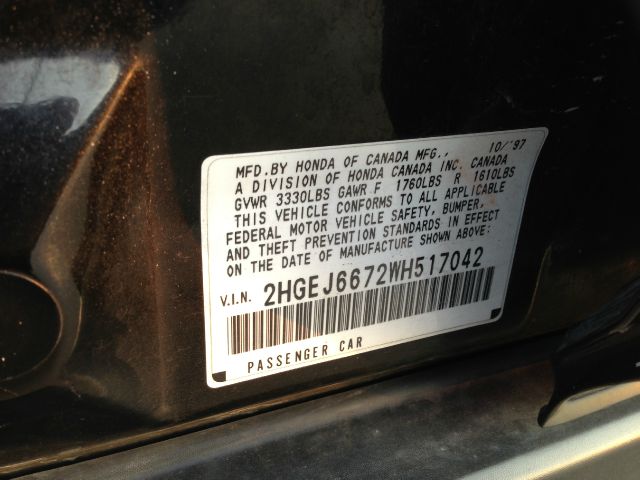 MFD.BY HONDA OF CANADA MFG., 10/'97
A DIVISION OF HONDA CANADA INC. CANADA
GVWR 3330LBS GAWR F 1760LBS R 1610LBS
THIS VEHICLE CONFORMS TO ALL APPLICABLE
FEDERAL MOTOR VEHICLE SAFETY, BUMPER,
AND THEFT PREVENTION STANDARDS IN EFFECT
ON THE DATE OF MANUFACTURE SHOWN ABOVE:
V.I.N. 2HGEJ6672WH517042
PASSENGER CAR